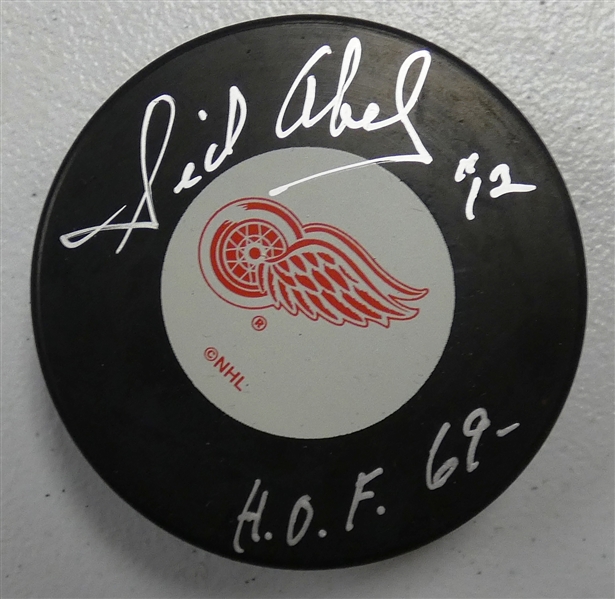 Sid Abel
#12
®
©NHL
H.O.F. 69-